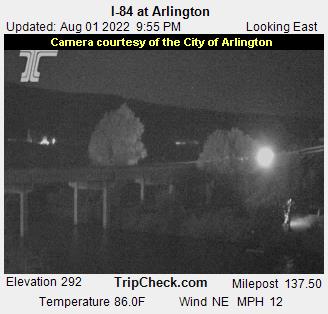 I-84 at Arlington
Updated: Aug 01 2022 9:55 PM Looking East
Camera courtesy of the City of Arlington
Elevation 292 TripCheck.com Milepost 137.50
Temperature 86.0F Wind NE MPH 12